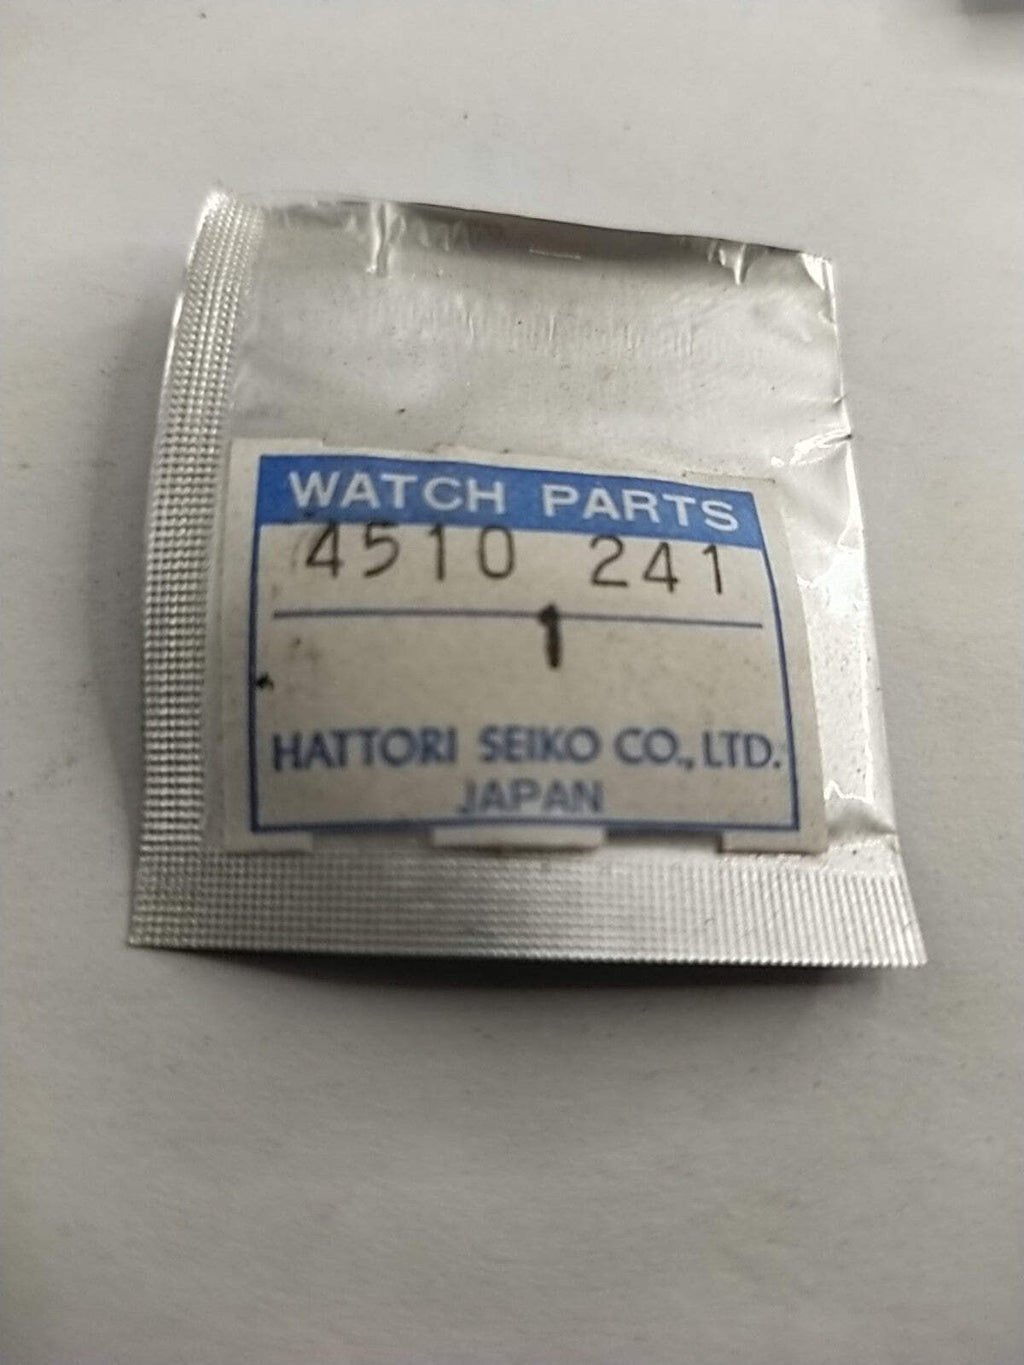 WATCH PARTS
4510 241
1
HATTORI SEIKO CO., LTD.
JAPAN